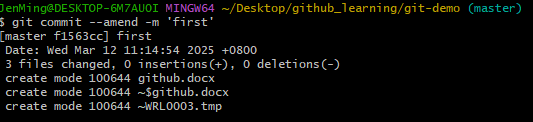 JenMing@DESKTOP-6M7AUOI MINGW64 ~/Desktop/github_learning/git-demo (master)
$ git commit --amend -m 'first'
[master f1563cc] first
 Date: Wed Mar 12 11:14:54 2025 +0800
 3 files changed, 0 insertions(+), 0 deletions(-)
 create mode 100644 github.docx
 create mode 100644 ~$github.docx
 create mode 100644 ~WRL0003.tmp